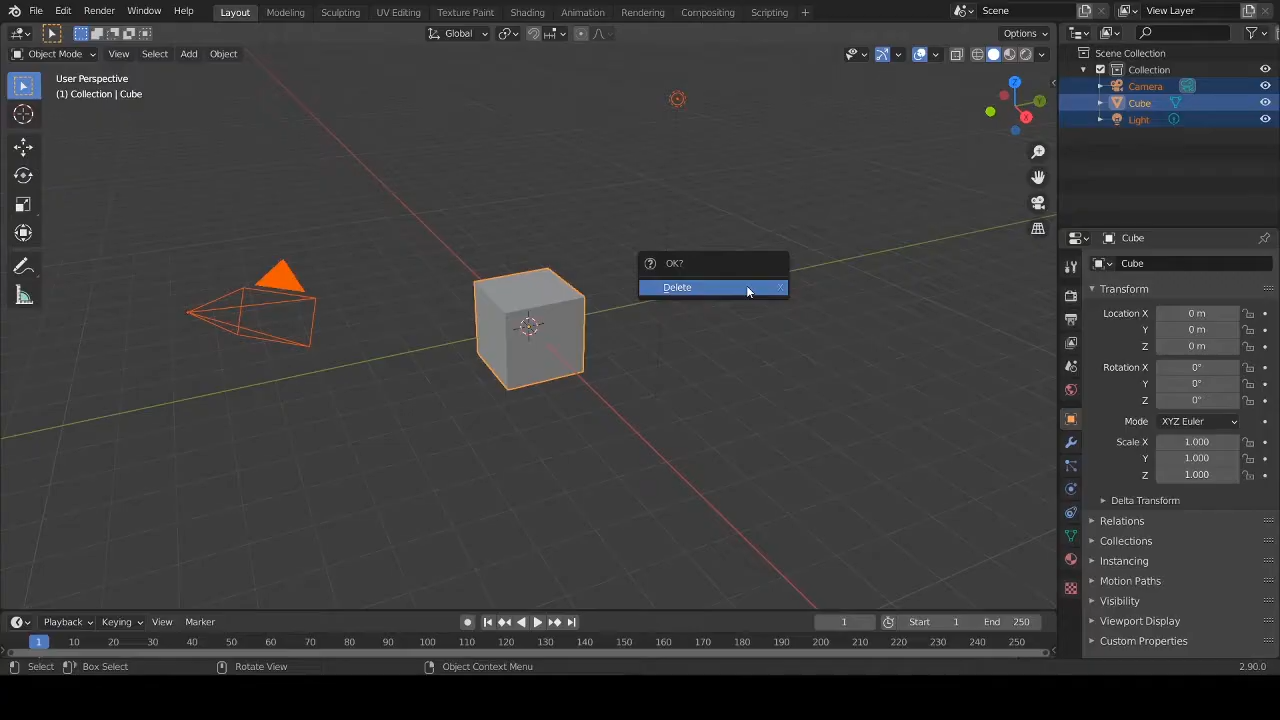 File Edit Render Window Help Layout Modeling Sculpting UV Editing Texture Paint Shading Animation Rendering Compositing Scripting + Scene View Layer
Global Options
Object Mode View Select Add Object
User Perspective
(1) Collection | Cube
Z
Y
X
OK?
Delete X
Scene Collection
Collection
Camera
Cube
Light
Cube
Cube
Transform
Location X 0 m
Y 0 m
Z 0 m
Rotation X 0°
Y 0°
Z 0°
Mode XYZ Euler
Scale X 1.000
Y 1.000
Z 1.000
Delta Transform
Relations
Collections
Instancing
Motion Paths
Visibility
Viewport Display
Custom Properties
Playback Keying View Marker 1 Start 1 End 250
1 10 20 30 40 50 60 70 80 90 100 110 120 130 140 150 160 170 180 190 200 210 220 230 240 250
Select Box Select Rotate View Object Context Menu 2.90.0